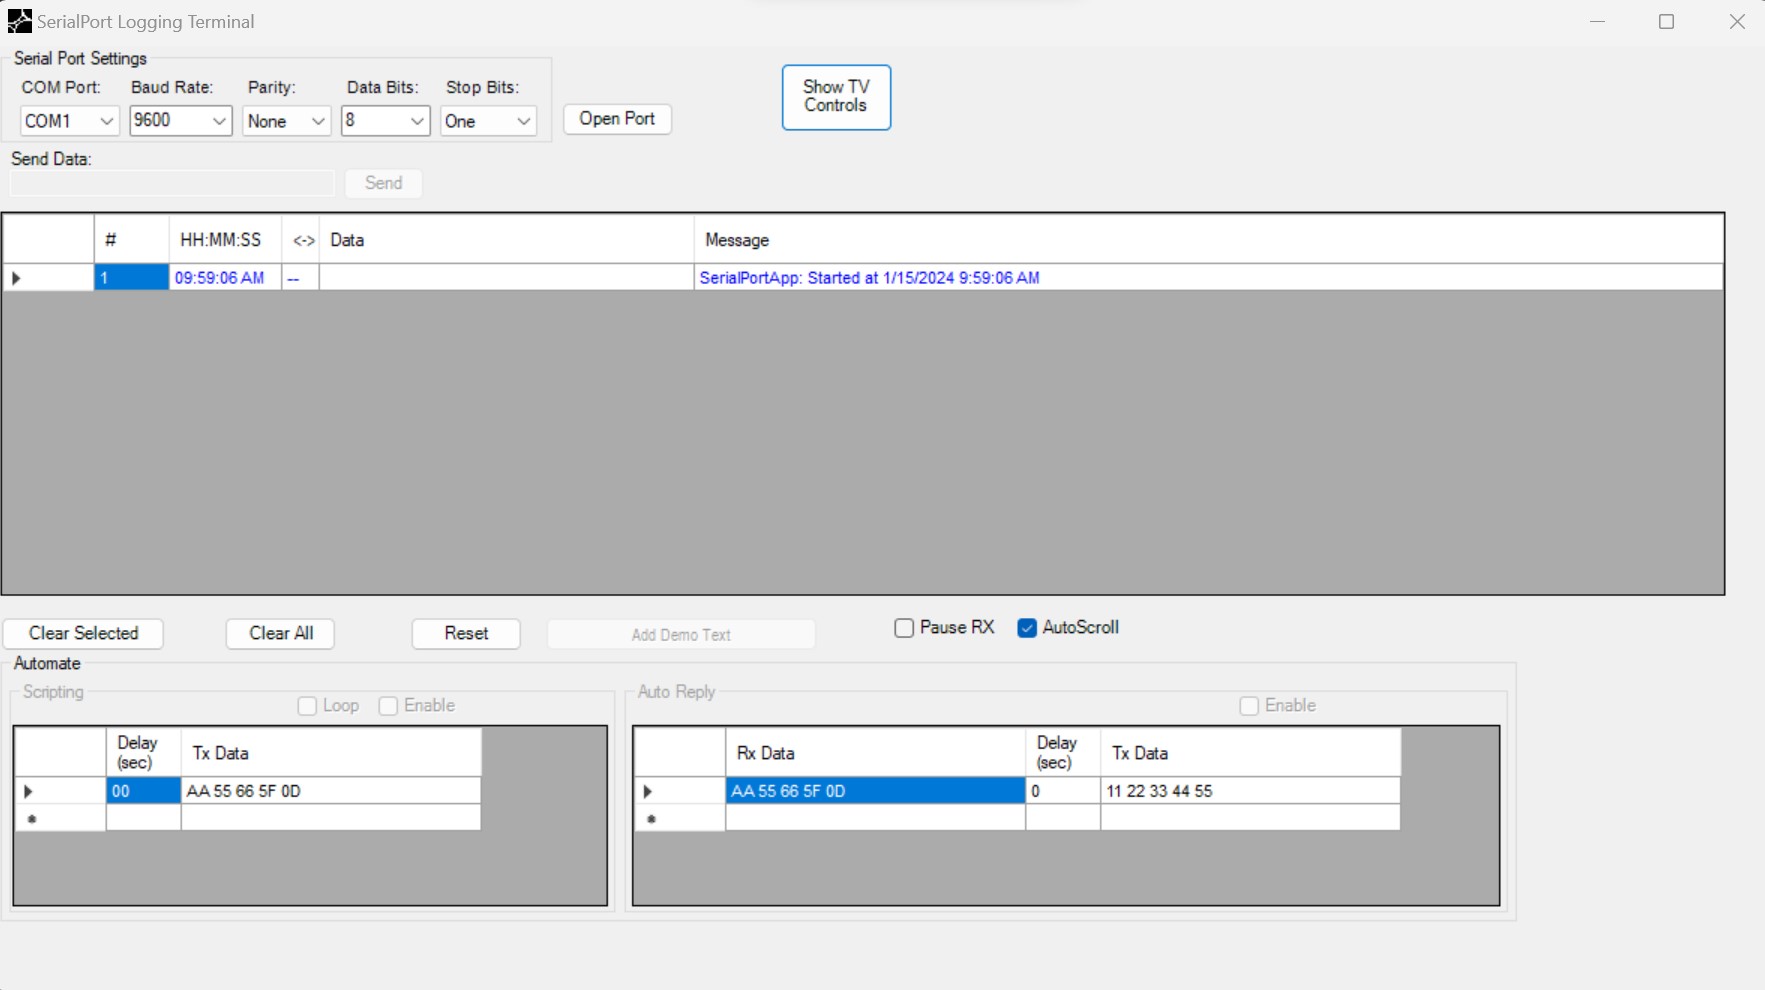 SerialPort Logging Terminal
Serial Port Settings
COM Port: Baud Rate: Parity: Data Bits: Stop Bits:
COM1 9600 None 8 One
Open Port
Show TV
Controls
Send Data:
Send
# HH:MM:SS <-> Data Message
1 09:59:06 AM -- SerialPortApp: Started at 1/15/2024 9:59:06 AM
Clear Selected Clear All Reset Add Demo Text Pause RX AutoScroll
Automate
Scripting Loop Enable
Delay
(sec) Tx Data
00 AA 55 66 5F 0D
Auto Reply Enable
Rx Data Delay
(sec) Tx Data
AA 55 66 5F 0D 0 11 22 33 44 55